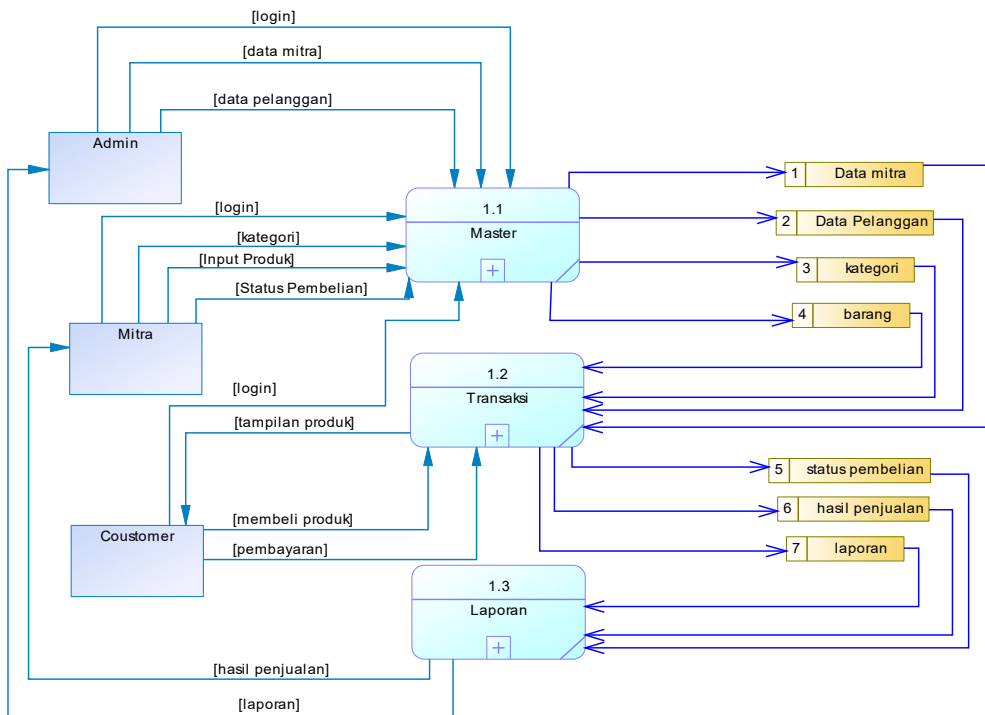 [login]
[data mitra]
[data pelanggan]
Admin
1 Data mitra
[login]
1.1
2 Data Pelanggan
Master
[kategori]
[Input Produk]
3 kategori
[Status Pembelian]
4 barang
Mitra
1.2
[login]
Transaksi
[tampilan produk]
5 status pembelian
6 hasil penjualan
[membeli produk]
Coustomer
[pembayaran]
7 laporan
1.3
Laporan
[hasil penjualan]
[laporan]